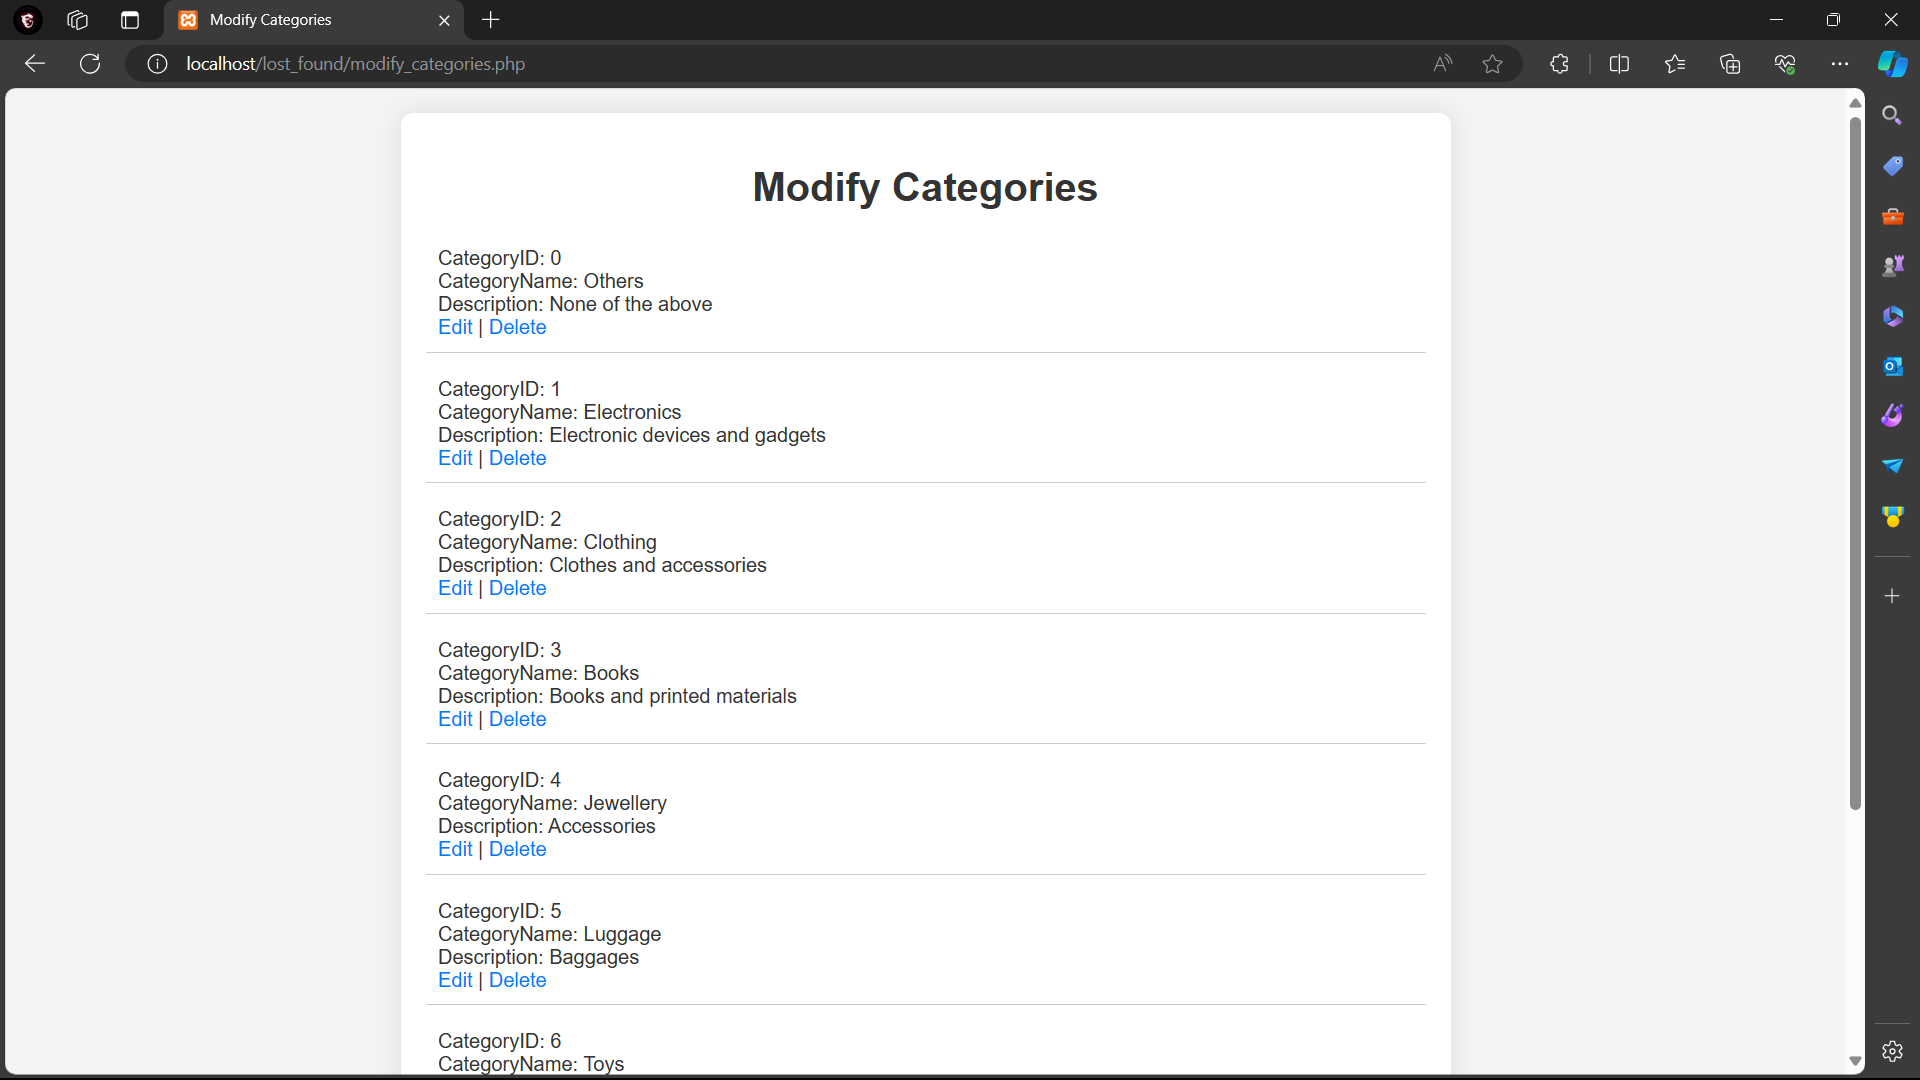 Modify Categories
localhost/lost_found/modify_categories.php
Modify Categories
CategoryID: 0
CategoryName: Others
Description: None of the above
Edit | Delete
CategoryID: 1
CategoryName: Electronics
Description: Electronic devices and gadgets
Edit | Delete
CategoryID: 2
CategoryName: Clothing
Description: Clothes and accessories
Edit | Delete
CategoryID: 3
CategoryName: Books
Description: Books and printed materials
Edit | Delete
CategoryID: 4
CategoryName: Jewellery
Description: Accessories
Edit | Delete
CategoryID: 5
CategoryName: Luggage
Description: Baggages
Edit | Delete
CategoryID: 6
CategoryName: Toys